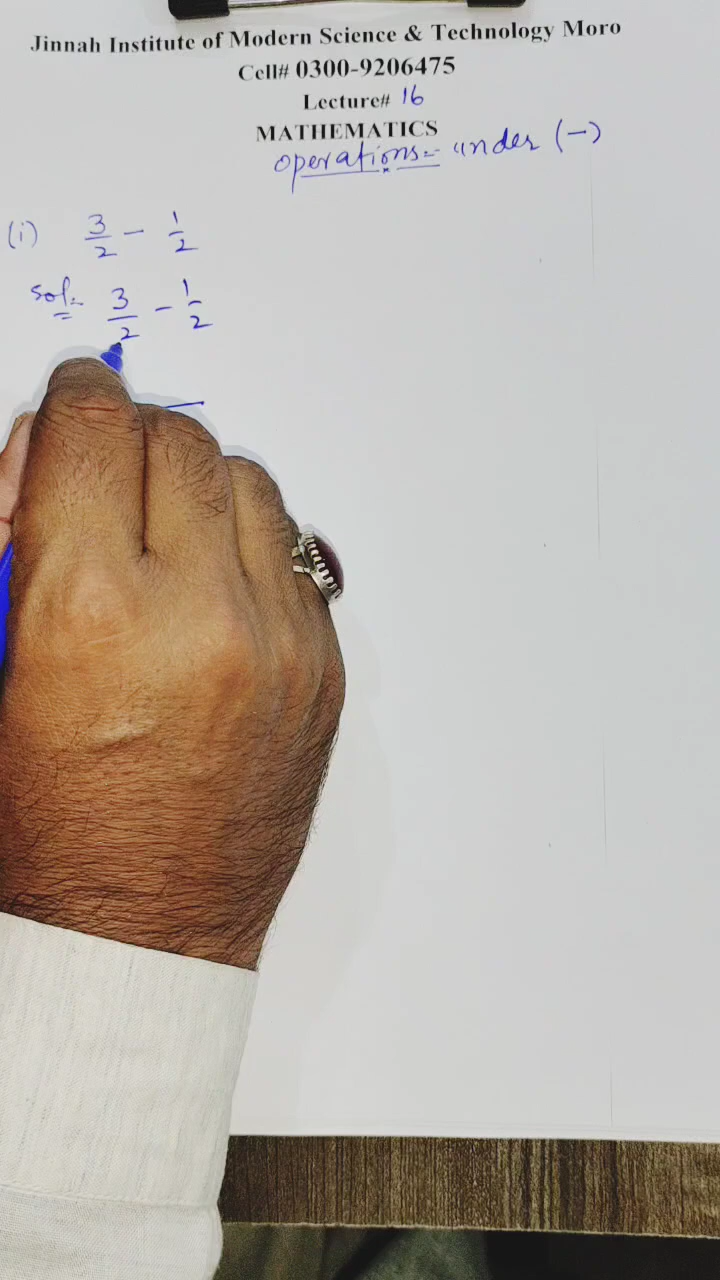 Jinnah Institute of Modern Science & Technology Moro
Cell# 0300-9206475
Lecture# 16
MATHEMATICS
operations:- under (-)
(i) 3/2 - 1/2
Sol:- 3/2 - 1/2